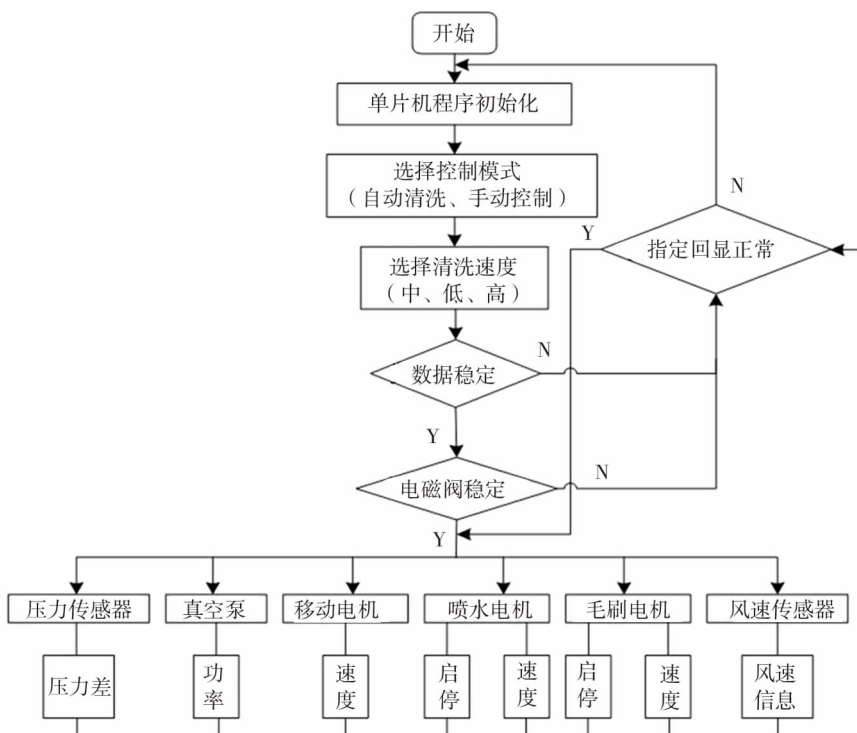 开始
单片机程序初始化
选择控制模式
（自动清洗、手动控制）
N
Y
指定回显正常
选择清洗速度
（中、低、高）
N
数据稳定
Y
电磁阀稳定
N
Y
压力传感器
真空泵
移动电机
喷水电机
毛刷电机
风速传感器
压力差
功率
速度
启停
速度
启停
速度
风速
信息